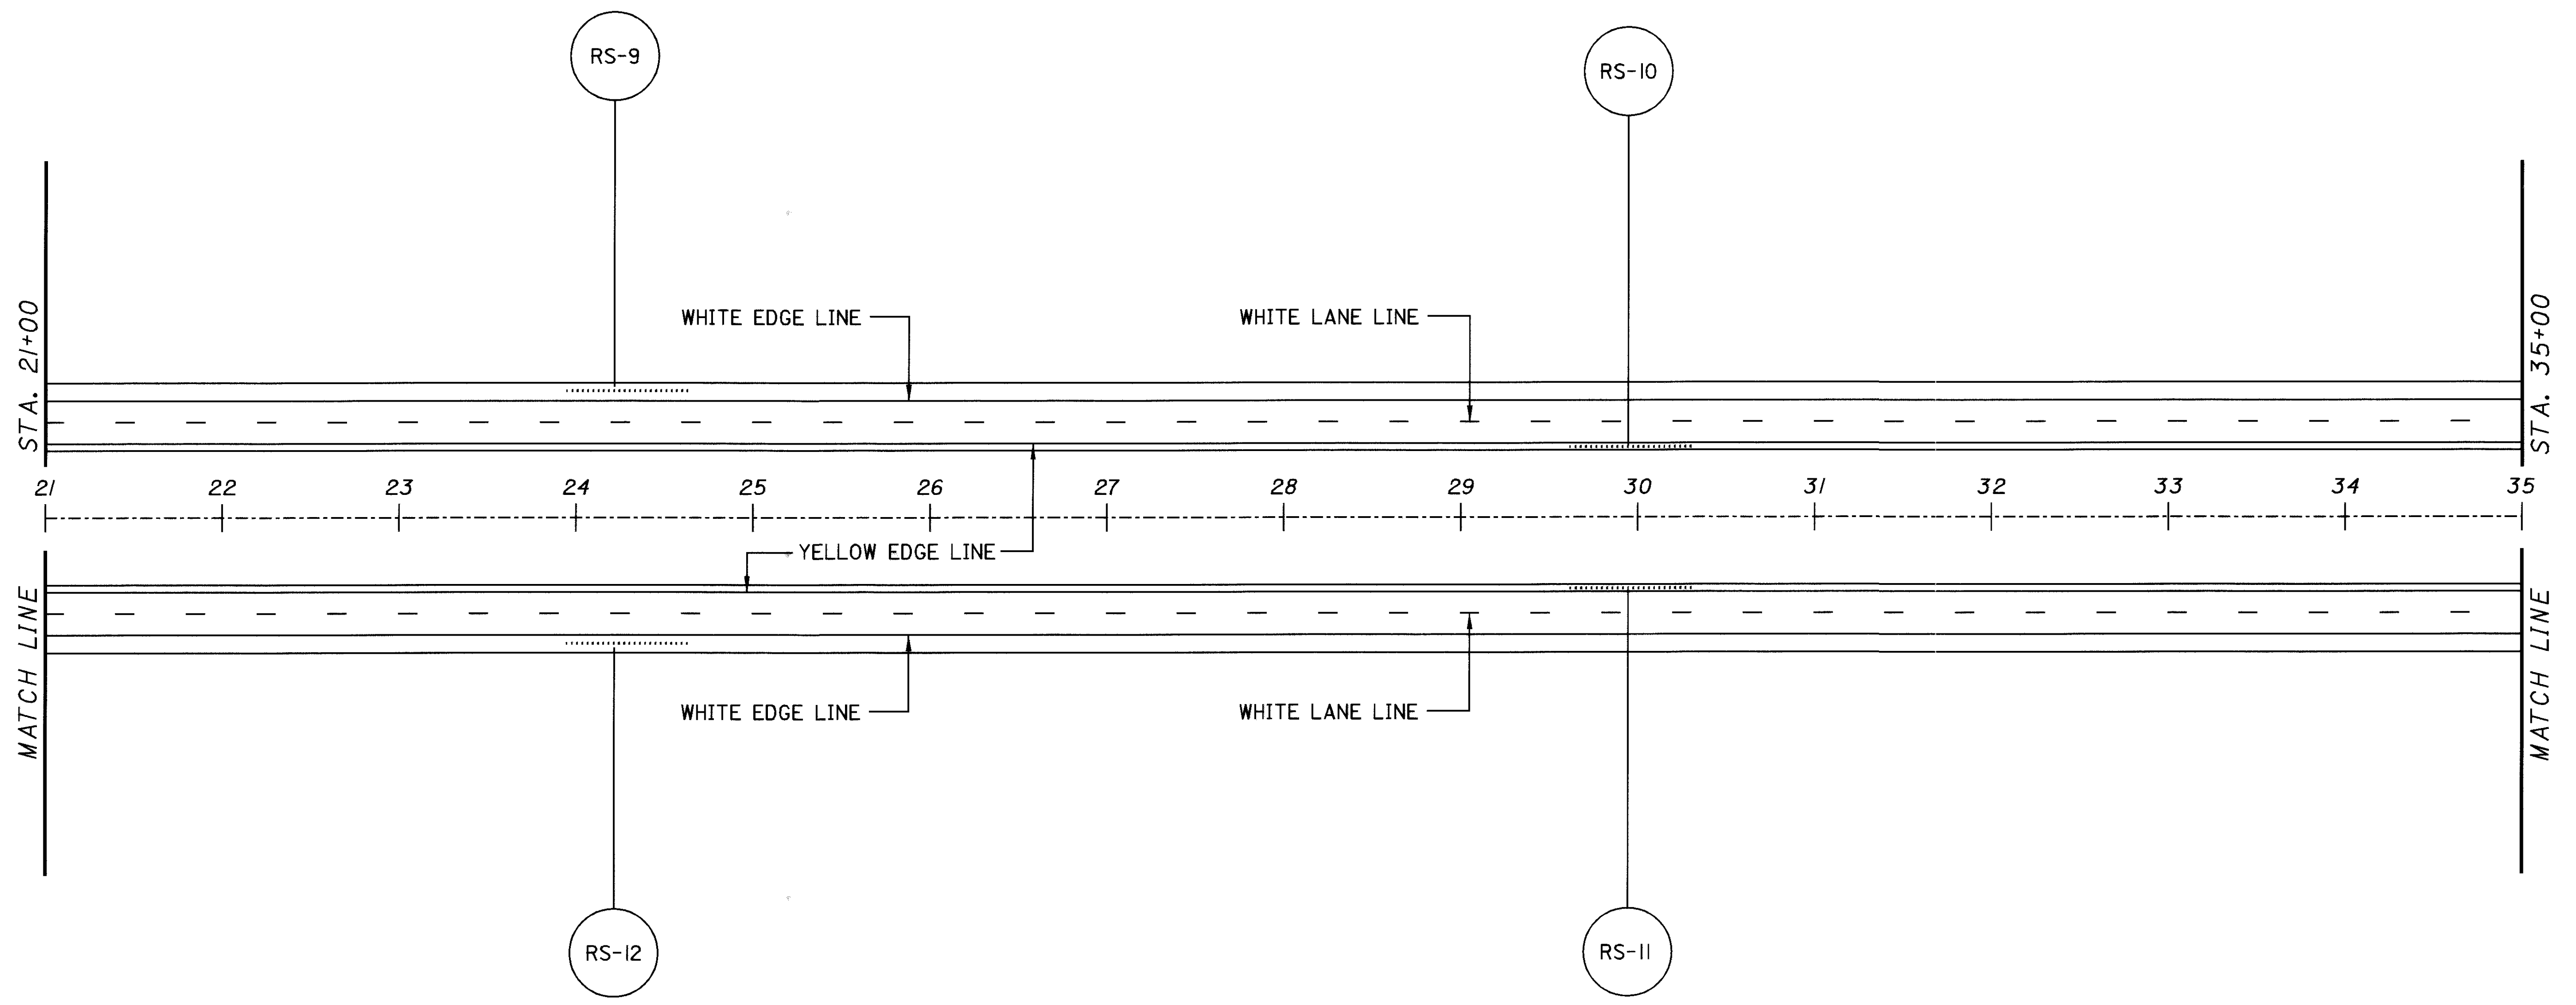 RS-9
RS-10
WHITE EDGE LINE
WHITE LANE LINE
STA. 21+00
STA. 35+00
21 22 23 24 25 26 27 28 29 30 31 32 33 34 35
YELLOW EDGE LINE
MATCH LINE
MATCH LINE
WHITE EDGE LINE
WHITE LANE LINE
RS-12
RS-11